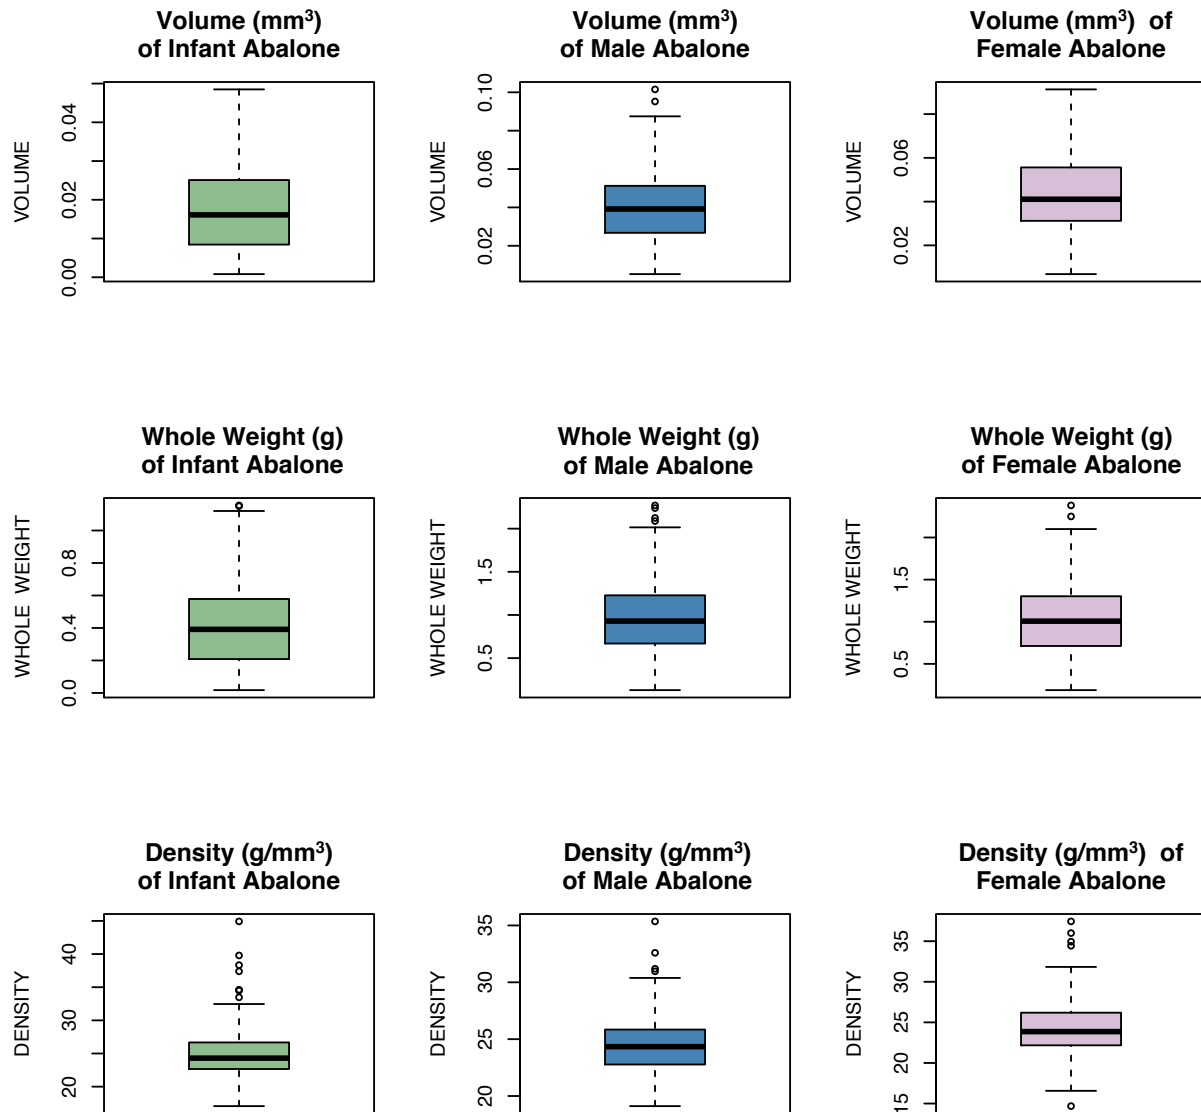 Volume (mm³)
of Infant Abalone
VOLUME
0.04
0.02
0.00
Volume (mm³)
of Male Abalone
VOLUME
0.10
0.06
0.02
Volume (mm³) of
Female Abalone
VOLUME
0.06
0.02
Whole Weight (g)
of Infant Abalone
WHOLE WEIGHT
0.8
0.4
0.0
Whole Weight (g)
of Male Abalone
WHOLE WEIGHT
1.5
0.5
Whole Weight (g)
of Female Abalone
WHOLE WEIGHT
1.5
0.5
Density (g/mm³)
of Infant Abalone
DENSITY
40
30
20
Density (g/mm³)
of Male Abalone
DENSITY
35
30
25
20
Density (g/mm³) of
Female Abalone
DENSITY
35
30
25
20
15